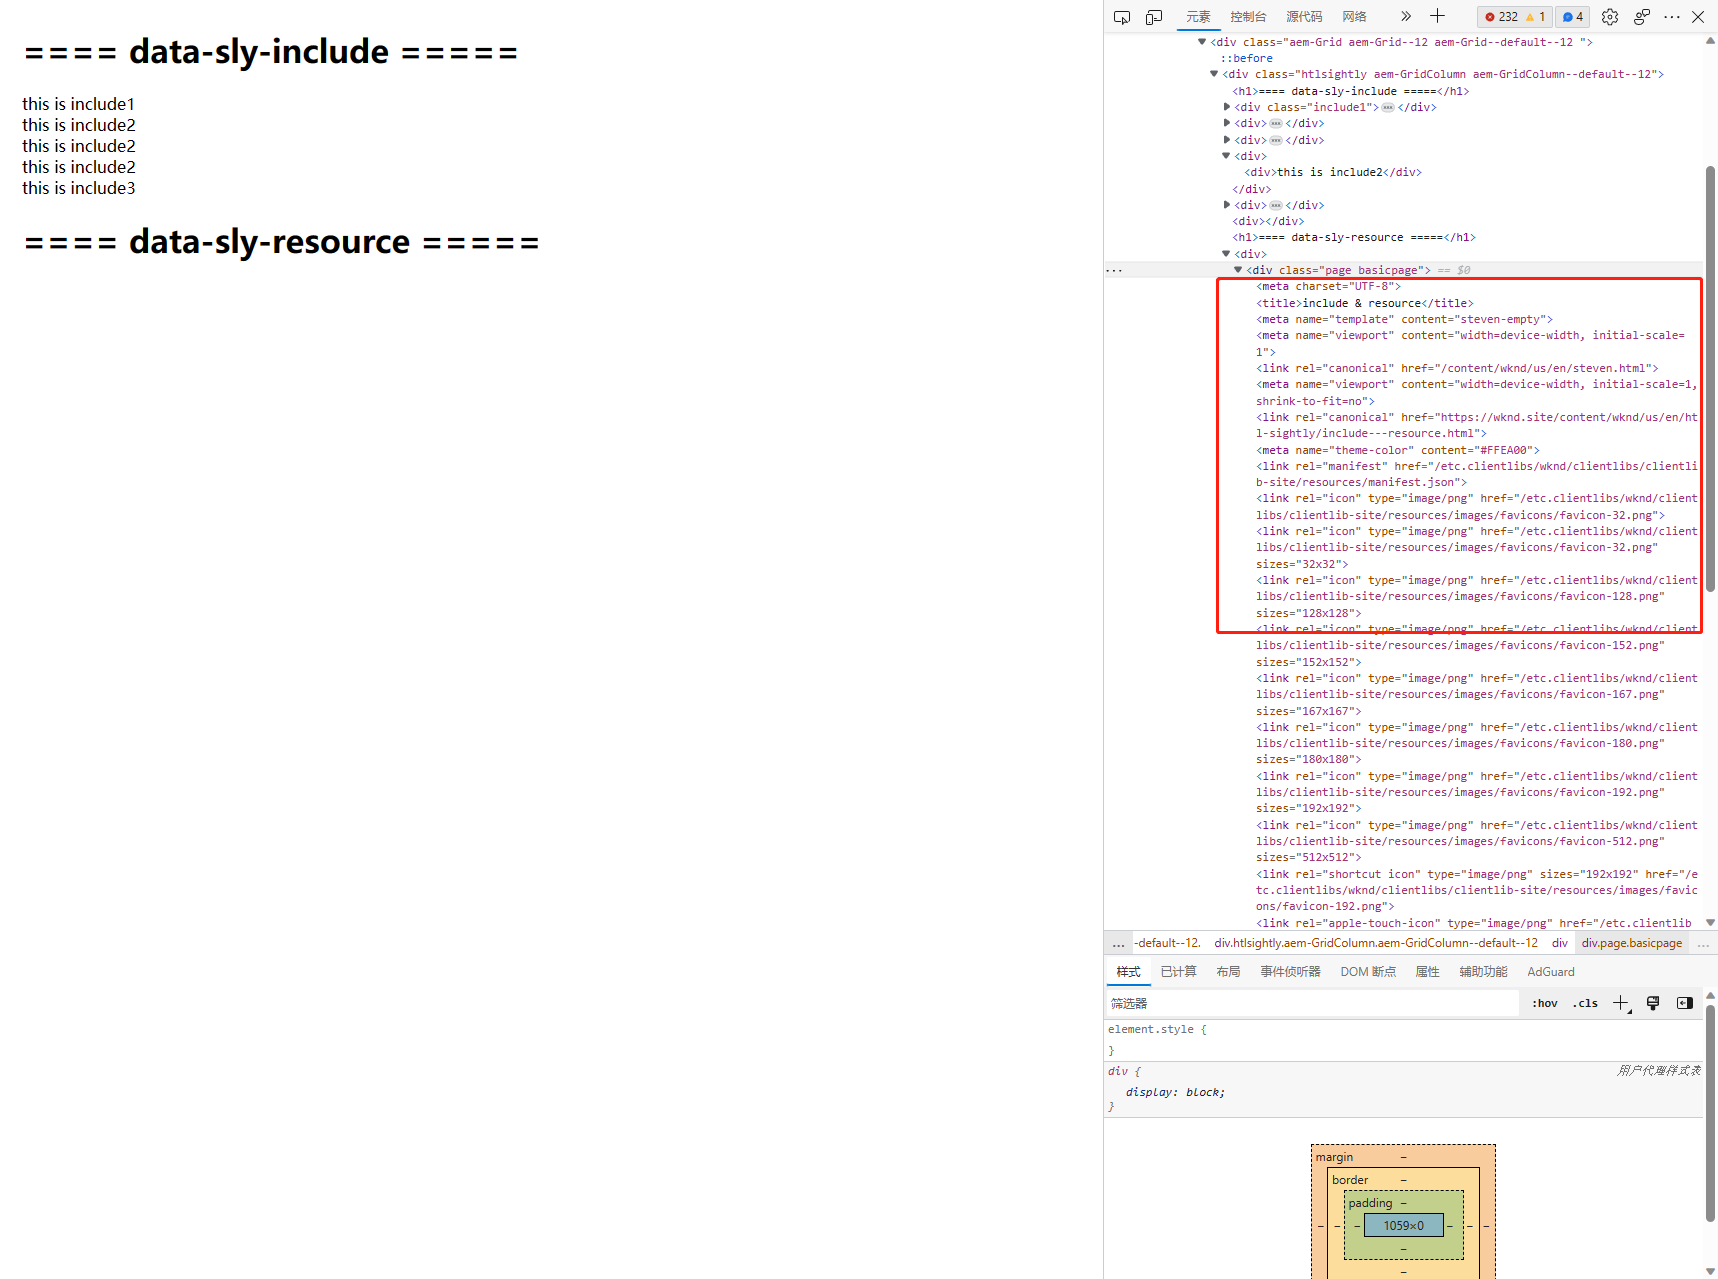 ==== data-sly-include =====
this is include1
this is include2
this is include2
this is include2
this is include3
==== data-sly-resource =====
元素 控制台 源代码 网络 232 1 4
<div class="aem-Grid aem-Grid--12 aem-Grid--default--12 ">
::before
<div class="htlsightly aem-GridColumn aem-GridColumn--default--12">
<h1>==== data-sly-include =====</h1>
<div class="include1"> … </div>
<div> … </div>
<div> … </div>
<div>
<div>this is include2</div>
</div>
<div> … </div>
<div></div>
<h1>==== data-sly-resource =====</h1>
<div>
... <div class="page basicpage"> == $0
<meta charset="UTF-8">
<title>include & resource</title>
<meta name="template" content="steven-empty">
<meta name="viewport" content="width=device-width, initial-scale=
1">
<link rel="canonical" href="/content/wknd/us/en/steven.html">
<meta name="viewport" content="width=device-width, initial-scale=1,
shrink-to-fit=no">
<link rel="canonical" href="https://wknd.site/content/wknd/us/en/ht
l-sightly/include---resource.html">
<meta name="theme-color" content="#FFEA00">
<link rel="manifest" href="/etc.clientlibs/wknd/clientlibs/clientli
b-site/resources/manifest.json">
<link rel="icon" type="image/png" href="/etc.clientlibs/wknd/client
libs/clientlib-site/resources/images/favicons/favicon-32.png">
<link rel="icon" type="image/png" href="/etc.clientlibs/wknd/client
libs/clientlib-site/resources/images/favicons/favicon-32.png"
sizes="32x32">
<link rel="icon" type="image/png" href="/etc.clientlibs/wknd/client
libs/clientlib-site/resources/images/favicons/favicon-128.png"
sizes="128x128">
<link rel="icon" type="image/png" href="/etc.clientlibs/wknd/client
libs/clientlib-site/resources/images/favicons/favicon-152.png"
sizes="152x152">
<link rel="icon" type="image/png" href="/etc.clientlibs/wknd/client
libs/clientlib-site/resources/images/favicons/favicon-167.png"
sizes="167x167">
<link rel="icon" type="image/png" href="/etc.clientlibs/wknd/client
libs/clientlib-site/resources/images/favicons/favicon-180.png"
sizes="180x180">
<link rel="icon" type="image/png" href="/etc.clientlibs/wknd/client
libs/clientlib-site/resources/images/favicons/favicon-192.png"
sizes="192x192">
<link rel="icon" type="image/png" href="/etc.clientlibs/wknd/client
libs/clientlib-site/resources/images/favicons/favicon-512.png"
sizes="512x512">
<link rel="shortcut icon" type="image/png" sizes="192x192" href="/e
tc.clientlibs/wknd/clientlibs/clientlib-site/resources/images/favic
ons/favicon-192.png">
<link rel="apple-touch-icon" type="image/png" href="/etc.clientlib
... -default--12. div.htlsightly.aem-GridColumn.aem-GridColumn--default--12 div div.page.basicpage ...
样式 已计算 布局 事件侦听器 DOM 断点 属性 辅助功能 AdGuard
筛选器 :hov .cls
element.style {
}
div { 用户代理样式表
display: block;
}
margin –
border –
padding –
– – – 1059×0 – – –
–
–